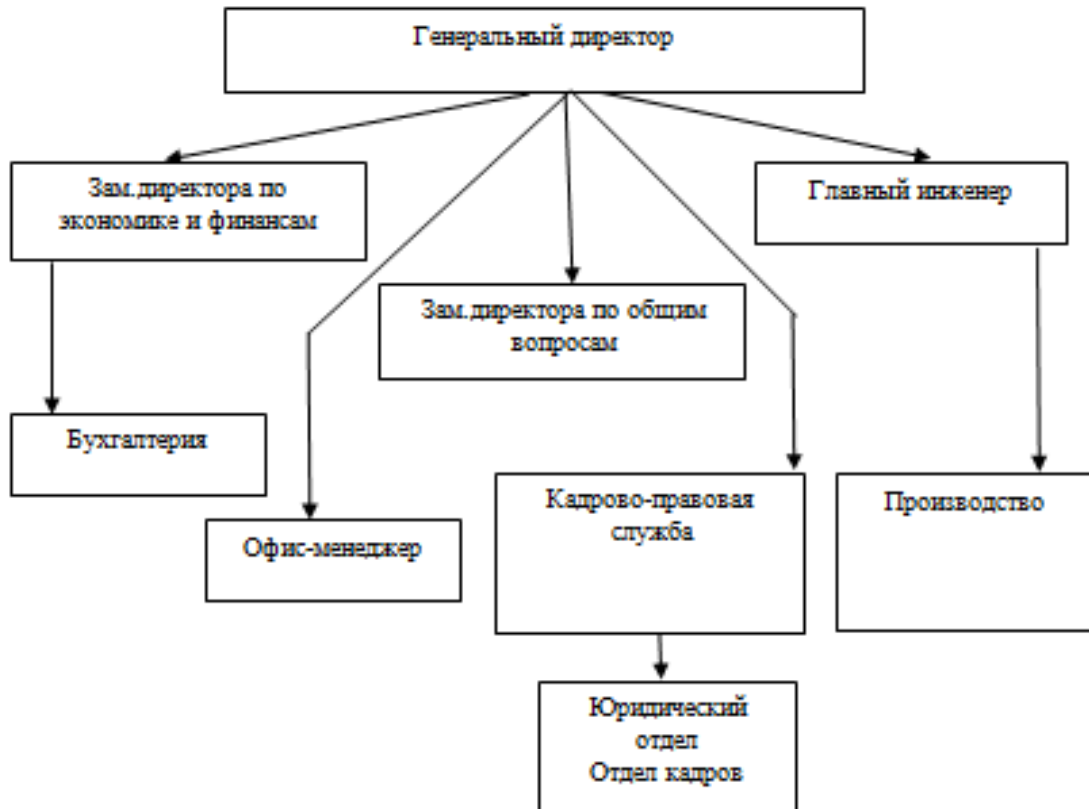 Генеральный директор
Зам.директора по
экономике и финансам
Главный инженер
Зам.директора по общим
вопросам
Бухгалтерия
Кадрово-правовая
служба
Производство
Офис-менеджер
Юридический
отдел
Отдел кадров